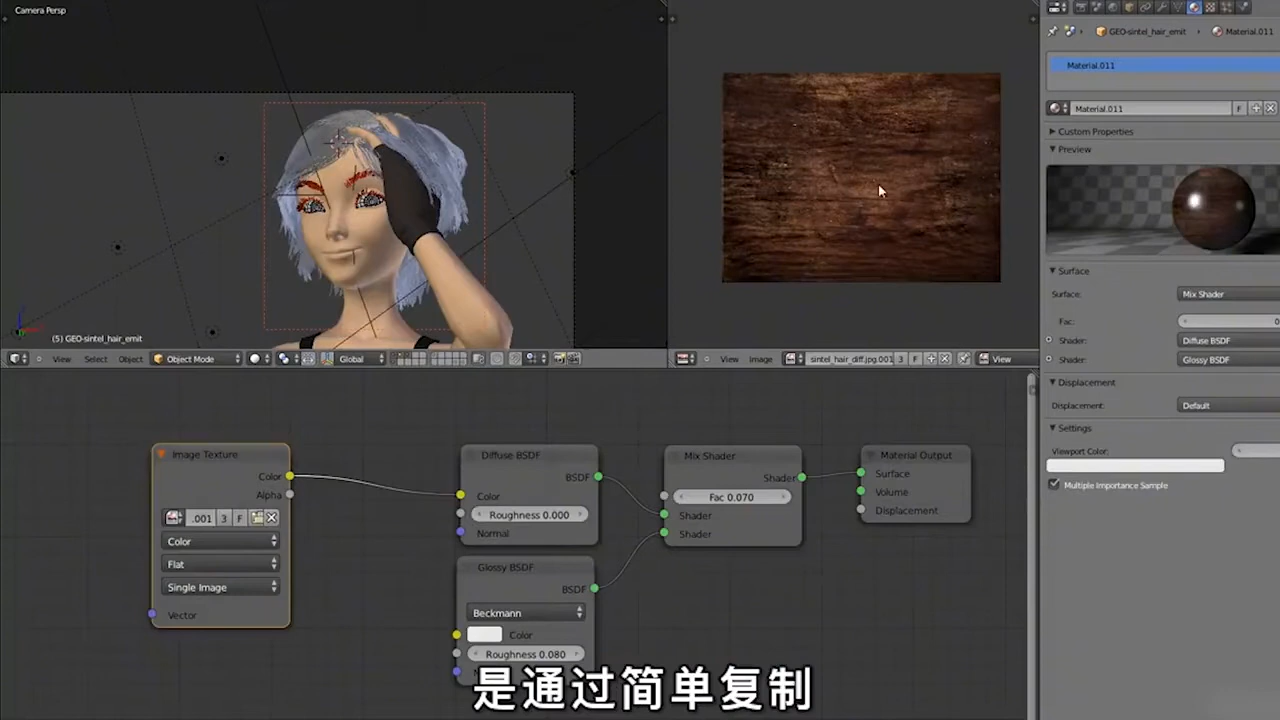 Camera Persp
(5) GEO-sintel_hair_emit
View Select Object Object Mode Global
View Image sintel_hair_diff.jpg.001 3 F View
GEO-sintel_hair_emit Material.011
Material.011
Material.011 F
Custom Properties
Preview
Surface
Surface: Mix Shader
Fac: 0
Shader: Diffuse BSDF
Shader: Glossy BSDF
Displacement
Displacement: Default
Settings
Viewport Color:
Multiple Importance Sample
Image Texture
Color
Alpha
.001 3 F
Color
Flat
Single Image
Vector
Diffuse BSDF
BSDF
Color
Roughness 0.000
Normal
Glossy BSDF
BSDF
Beckmann
Color
Roughness 0.080
Mix Shader
Shader
Fac 0.070
Shader
Shader
Material Output
Surface
Volume
Displacement
是通过简单复制